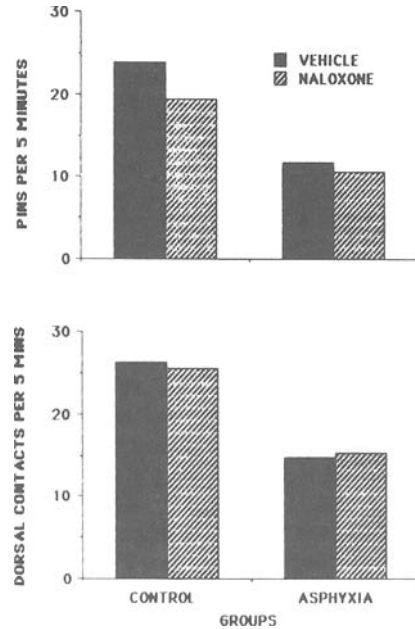 30
20
10
0
PINS PER 5 MINUTES
VEHICLE
NALOXONE
30
20
10
0
DORSAL CONTACTS PER 5 MINS
CONTROL
ASPHYXIA
GROUPS